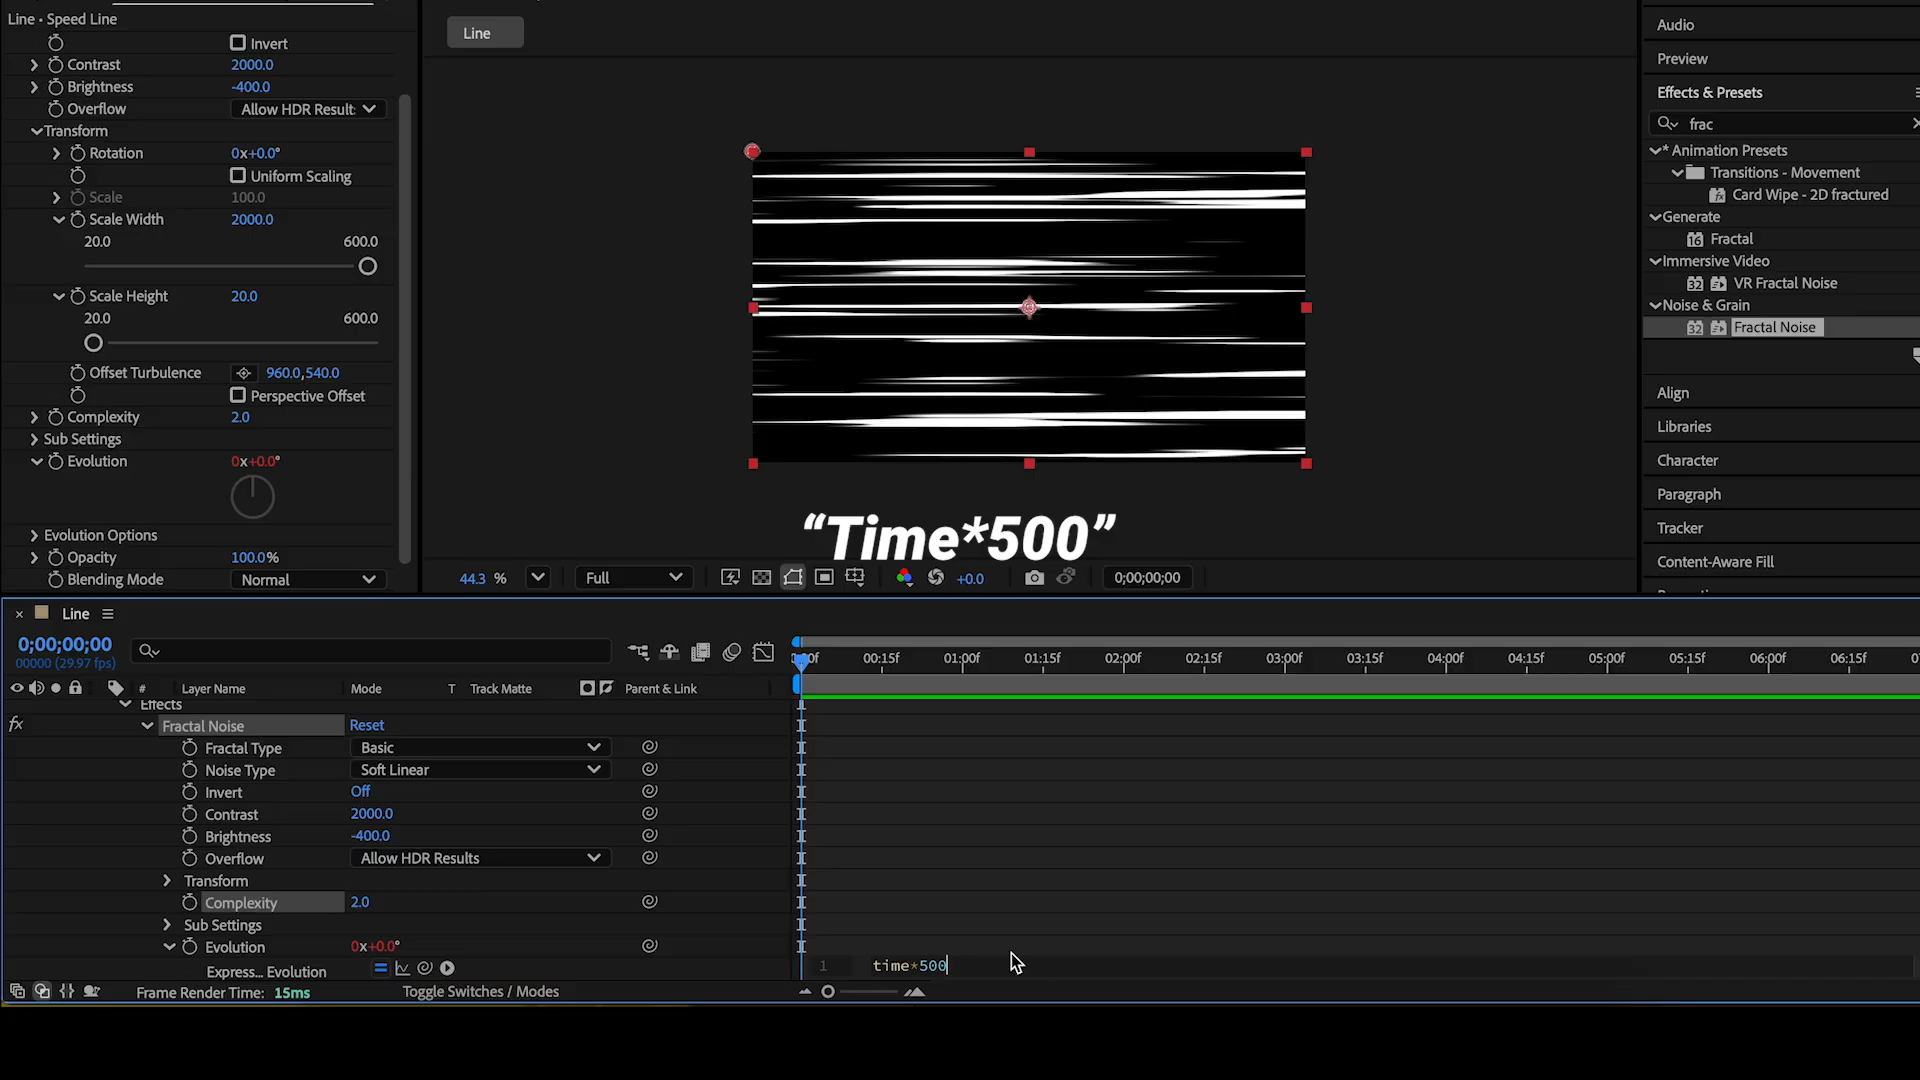 Line • Speed Line
Invert
Contrast 2000.0
Brightness -400.0
Overflow Allow HDR Result
Transform
Rotation 0x+0.0°
Uniform Scaling
Scale 100.0
Scale Width 2000.0
20.0 600.0
Scale Height 20.0
20.0 600.0
Offset Turbulence 960.0,540.0
Perspective Offset
Complexity 2.0
Sub Settings
Evolution 0x+0.0°
Evolution Options
Opacity 100.0%
Blending Mode Normal
Line
“Time*500”
44.3 % Full +0.0 0;00;00;00
Audio
Preview
Effects & Presets
frac
* Animation Presets
Transitions - Movement
Card Wipe - 2D fractured
Generate
16 Fractal
Immersive Video
32 VR Fractal Noise
Noise & Grain
32 Fractal Noise
Align
Libraries
Character
Paragraph
Tracker
Content-Aware Fill
Line
0;00;00;00
00000 (29.97 fps)
00:15f 01:00f 01:15f 02:00f 02:15f 03:00f 03:15f 04:00f 04:15f 05:00f 05:15f 06:00f 06:15f
# Layer Name Mode T Track Matte Parent & Link
Effects
fx Fractal Noise Reset
Fractal Type Basic
Noise Type Soft Linear
Invert Off
Contrast 2000.0
Brightness -400.0
Overflow Allow HDR Results
Transform
Complexity 2.0
Sub Settings
Evolution 0x+0.0°
Express... Evolution 1 time*500
Frame Render Time: 15ms Toggle Switches / Modes